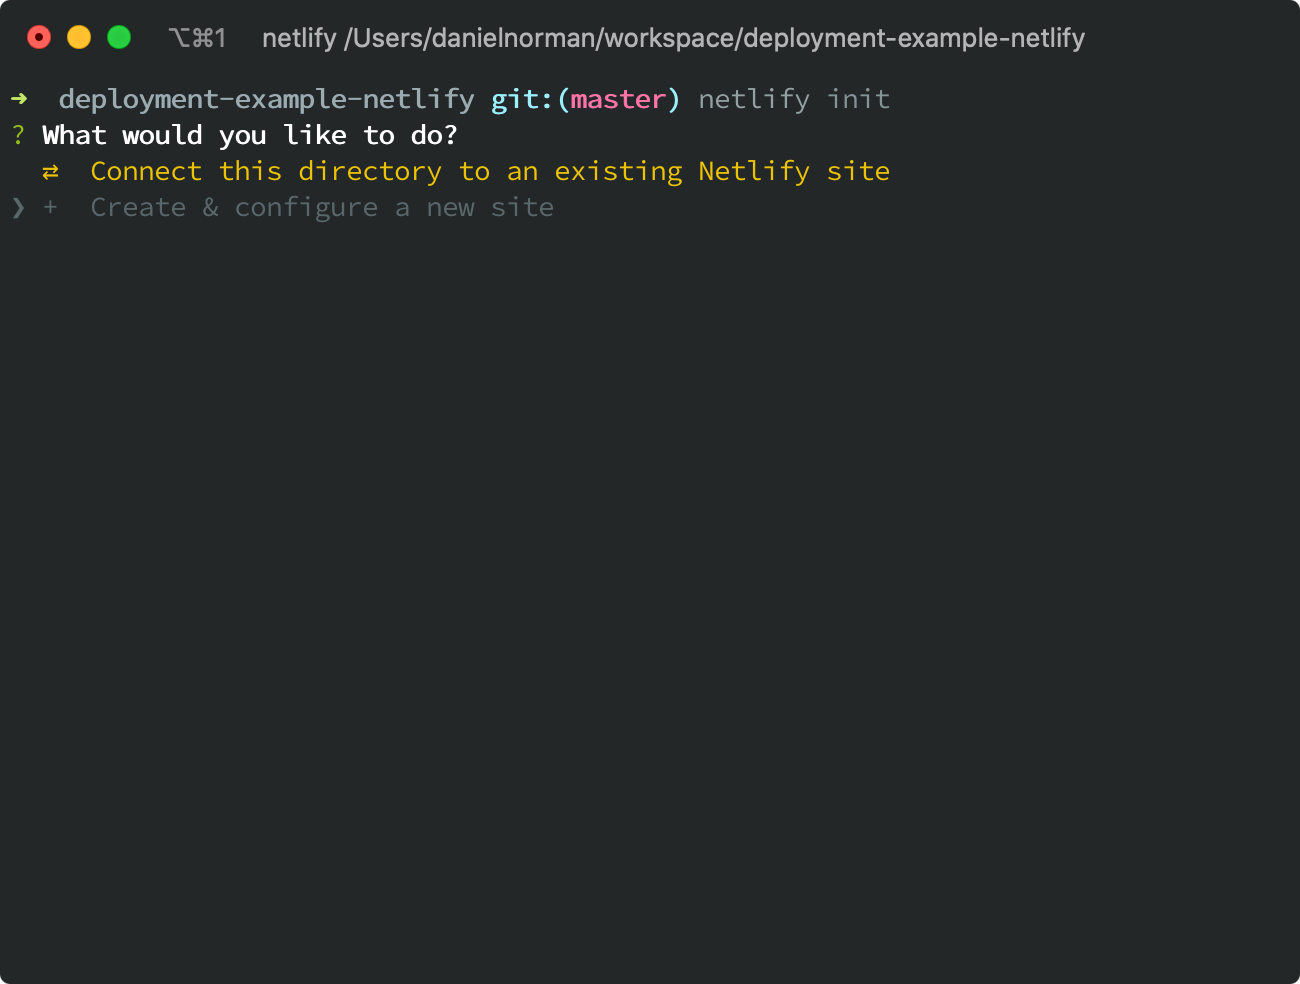 ⌥⌘1 netlify /Users/danielnorman/workspace/deployment-example-netlify
➜ deployment-example-netlify git:(master) netlify init
? What would you like to do?
⇄ Connect this directory to an existing Netlify site
❯ + Create & configure a new site